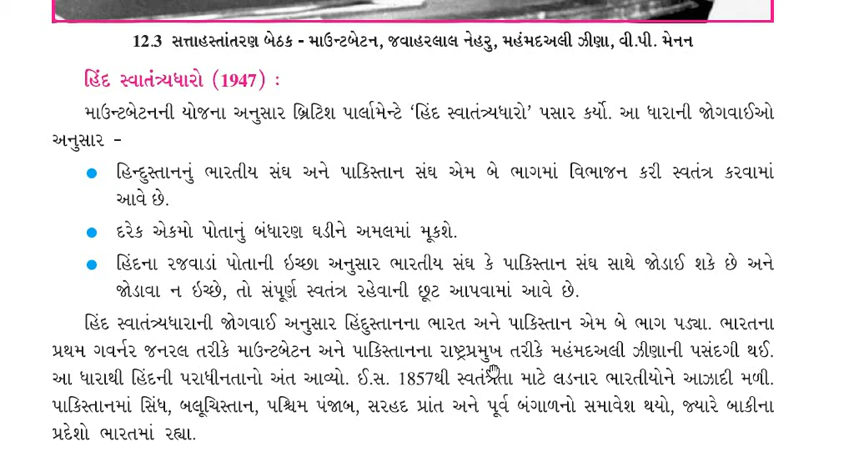 12.3 સત્તાહસ્તાંતરણ બેઠક - માઉન્ટબેટન, જવાહરલાલ નેહરુ, મહંમદઅલી ઝીણા, વી.પી. મેનન
હિંદ સ્વાતંત્ર્યધારો (1947) :
માઉન્ટબેટનની યોજના અનુસાર બ્રિટિશ પાર્લામેન્ટે ‘હિંદ સ્વાતંત્ર્યધારો’ પસાર કર્યો. આ ધારાની જોગવાઈઓ
અનુસાર -
● હિન્દુસ્તાનનું ભારતીય સંઘ અને પાકિસ્તાન સંઘ એમ બે ભાગમાં વિભાજન કરી સ્વતંત્ર કરવામાં
આવે છે.
● દરેક એકમો પોતાનું બંધારણ ઘડીને અમલમાં મૂકશે.
● હિંદના રજવાડાં પોતાની ઇચ્છા અનુસાર ભારતીય સંઘ કે પાકિસ્તાન સંઘ સાથે જોડાઈ શકે છે અને
જોડાવા ન ઇચ્છે, તો સંપૂર્ણ સ્વતંત્ર રહેવાની છૂટ આપવામાં આવે છે.
હિંદ સ્વાતંત્ર્યધારાની જોગવાઈ અનુસાર હિંદુસ્તાનના ભારત અને પાકિસ્તાન એમ બે ભાગ પડ્યા. ભારતના
પ્રથમ ગવર્નર જનરલ તરીકે માઉન્ટબેટન અને પાકિસ્તાનના રાષ્ટ્રપ્રમુખ તરીકે મહંમદઅલી ઝીણાની પસંદગી થઈ.
આ ધારાથી હિંદની પરાધીનતાનો અંત આવ્યો. ઈ.સ. 1857થી સ્વતંત્રતા માટે લડનાર ભારતીયોને આઝાદી મળી.
પાકિસ્તાનમાં સિંધ, બલૂચિસ્તાન, પશ્ચિમ પંજાબ, સરહદ પ્રાંત અને પૂર્વ બંગાળનો સમાવેશ થયો, જ્યારે બાકીના
પ્રદેશો ભારતમાં રહ્યા.